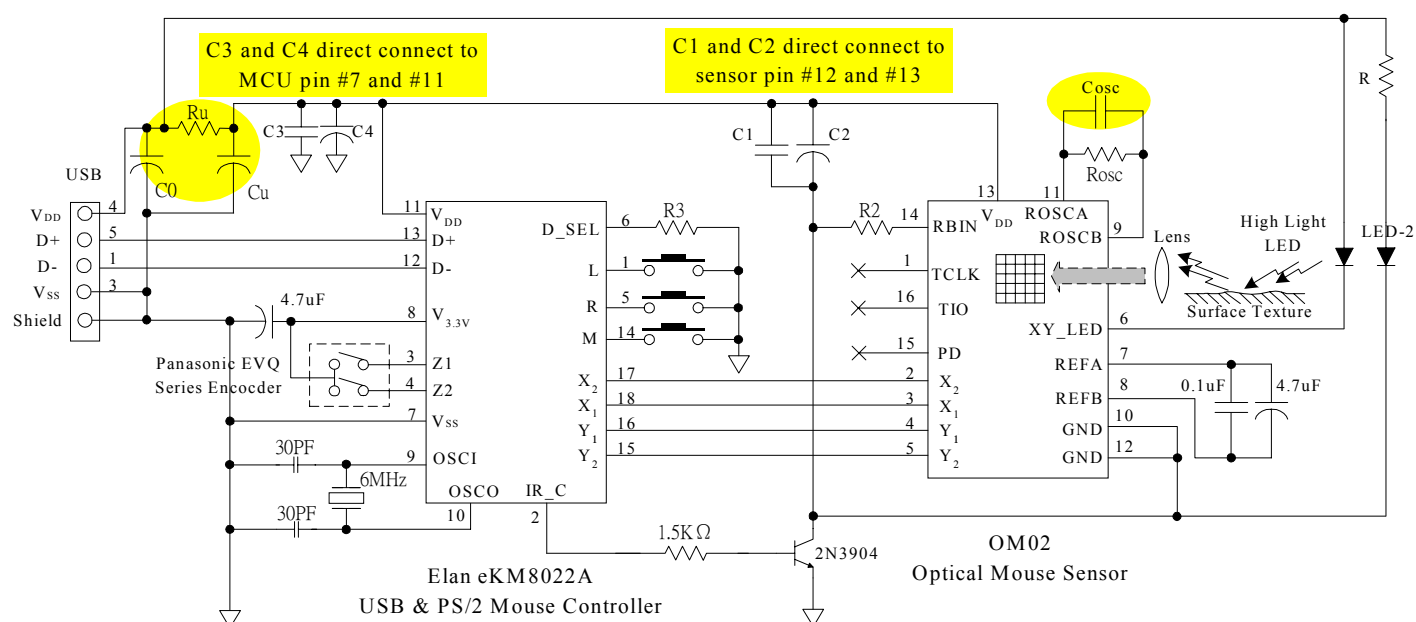 C3 and C4 direct connect to
MCU pin #7 and #11
C1 and C2 direct connect to
sensor pin #12 and #13
Cosc
R
Ru
C3
C4
C1
C2
Rosc
C0
Cu
USB
4
VDD
5
D+
1
D-
3
VSS
Shield
4.7uF
Panasonic EVQ
Series Enocder
30PF
6MHz
30PF
11
VDD
13
D+
12
D-
8
V3.3V
3
Z1
4
Z2
7
VSS
9
OSCI
OSCO
10
IR_C
2
D_SEL
6
R3
L
1
R
5
M
14
X2
17
X1
18
Y1
16
Y2
15
R2
14
RBIN
13
VDD
11
ROSCA
9
ROSCB
1
TCLK
16
TIO
15
PD
2
X2
3
X1
4
Y1
5
Y2
Lens
High Light
LED
LED-2
Surface Texture
XY_LED
6
REFA
7
REFB
8
GND
10
GND
12
0.1uF
4.7uF
1.5KΩ
2N3904
Elan eKM8022A
USB & PS/2 Mouse Controller
OM02
Optical Mouse Sensor